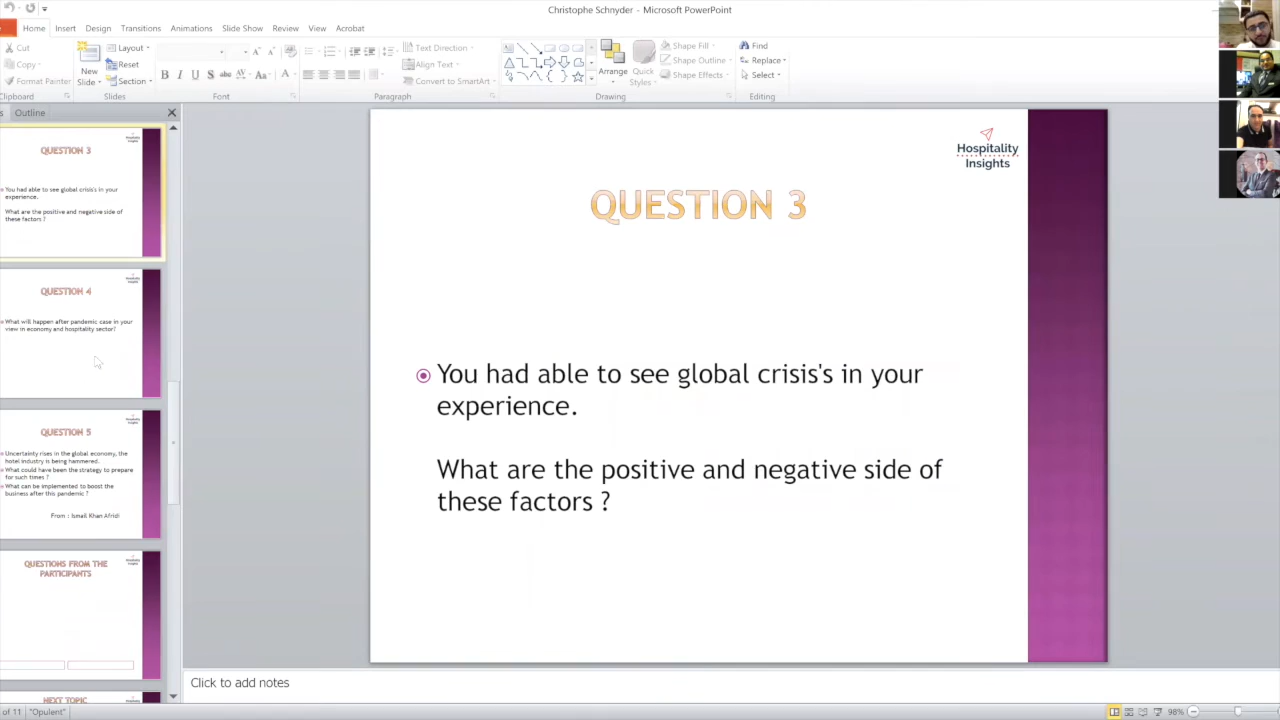 Christophe Schnyder - Microsoft PowerPoint
Home Insert Design Transitions Animations Slide Show Review View Acrobat
Cut
Copy
Format Painter
Clipboard
New
Slide
Layout
Reset
Section
Slides
Font
Text Direction
Align Text
Convert to SmartArt
Paragraph
Arrange
Quick
Styles
Shape Fill
Shape Outline
Shape Effects
Drawing
Find
Replace
Select
Editing
Outline
Hospitality
Insights
QUESTION 3
You had able to see global crisis's in your
experience.
What are the positive and negative side of
these factors ?
QUESTION 4
What will happen after pandemic case in your
view in economy and hospitality sector?
QUESTION 5
Uncertainty rises in the global economy, the
hotel industry is being hammered.
What could have been the strategy to prepare
for such times ?
What can be implemented to boost the
business after this pandemic ?
From : Ismail Khan Afridi
QUESTIONS FROM THE
PARTICIPANTS
NEXT TOPIC
Hospitality
Insights
QUESTION 3
You had able to see global crisis's in your
experience.
What are the positive and negative side of
these factors ?
Click to add notes
of 11 "Opulent"
98%